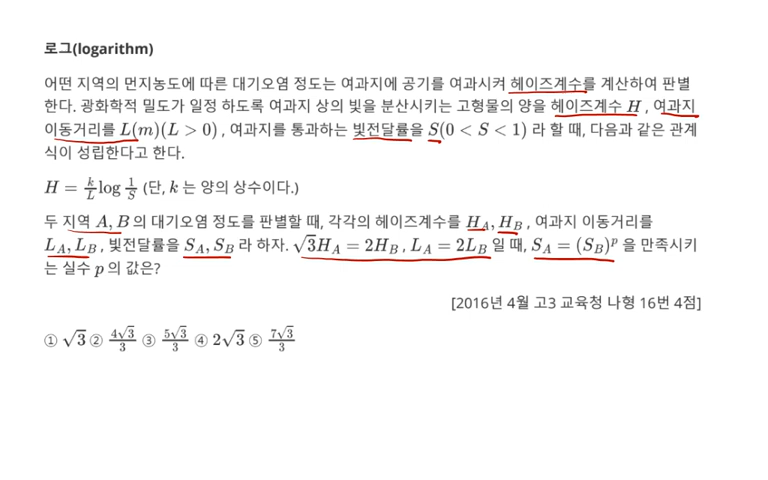 로그(logarithm)
어떤 지역의 먼지농도에 따른 대기오염 정도는 여과지에 공기를 여과시켜 헤이즈계수를 계산하여 판별
한다. 광화학적 밀도가 일정 하도록 여과지 상의 빛을 분산시키는 고형물의 양을 헤이즈계수 H , 여과지
이동거리를 L(m)(L > 0) , 여과지를 통과하는 빛전달률을 S(0 < S < 1) 라 할 때, 다음과 같은 관계
식이 성립한다고 한다.
H = \frac{k}{L} log \frac{1}{S} (단, k 는 양의 상수이다.)
두 지역 A, B 의 대기오염 정도를 판별할 때, 각각의 헤이즈계수를 H_A, H_B , 여과지 이동거리를
L_A, L_B , 빛전달률을 S_A, S_B 라 하자. √3H_A = 2H_B , L_A = 2L_B 일 때, S_A = (S_B)^p 을 만족시키
는 실수 p 의 값은?
[2016년 4월 고3 교육청 나형 16번 4점]
① √3 ② \frac{4√3}{3} ③ \frac{5√3}{3} ④ 2√3 ⑤ \frac{7√3}{3}